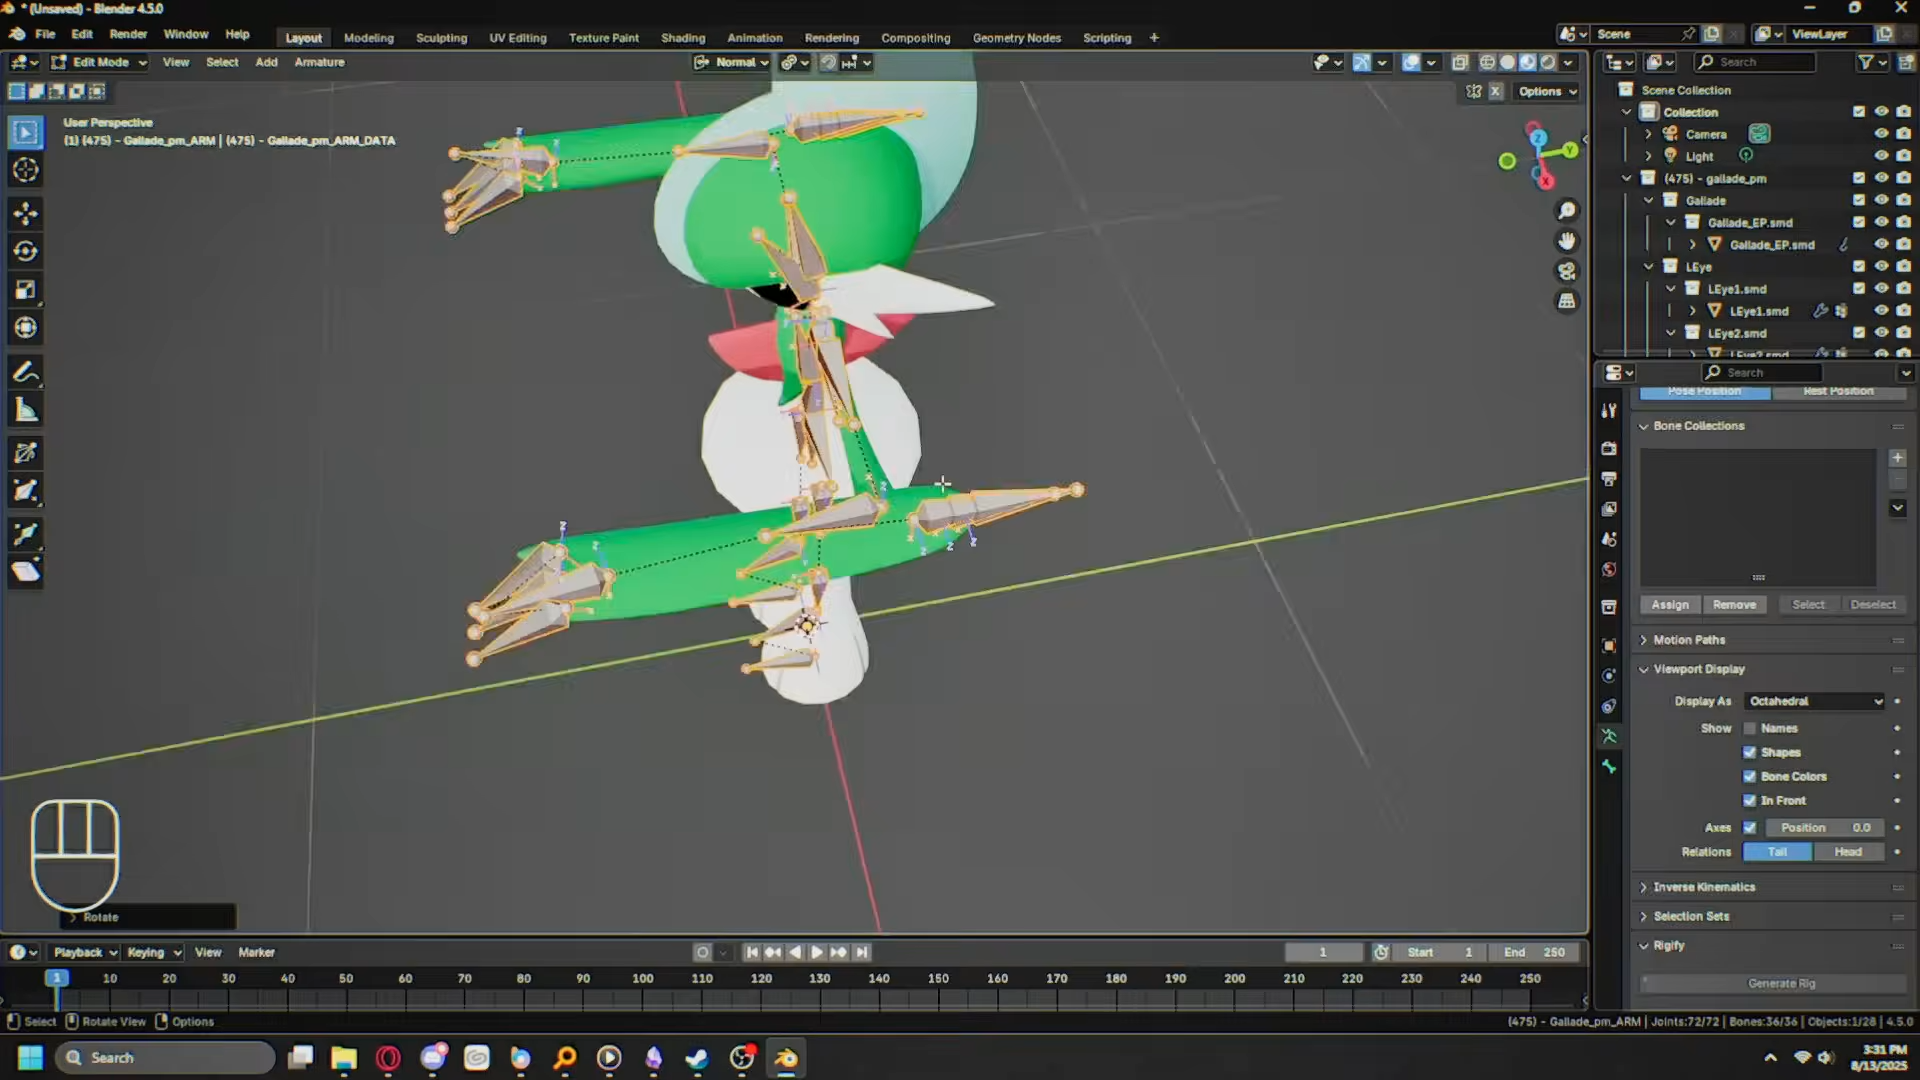 * (Unsaved) - Blender 4.5.0
File Edit Render Window Help
Layout Modeling Sculpting UV Editing Texture Paint Shading Animation Rendering Compositing Geometry Nodes Scripting +
Scene
ViewLayer
Edit Mode View Select Add Armature
Normal
Search
X Options
User Perspective
(1) (475) - Gallade_pm_ARM | (475) - Gallade_pm_ARM_DATA
Z
Y
X
Scene Collection
Collection
Camera
Light
(475) - gallade_pm
Gallade
Gallade_EP.smd
Gallade_EP.smd
LEye
LEye1.smd
LEye1.smd
LEye2.smd
LEye2.smd
Search
Pose Position Rest Position
Bone Collections
Assign Remove Select Deselect
Motion Paths
Viewport Display
Display As Octahedral
Show Names
Shapes
Bone Colors
In Front
Axes Position 0.0
Relations Tail Head
Inverse Kinematics
Selection Sets
Rigify
Generate Rig
Rotate
Playback Keying View Marker
1
Start 1
End 250
1 10 20 30 40 50 60 70 80 90 100 110 120 130 140 150 160 170 180 190 200 210 220 230 240 250
Select Rotate View Options
(475) - Gallade_pm_ARM | Joints:72/72 | Bones:36/36 | Objects:1/28 | 4.5.0
Search
3:31 PM
8/13/2025